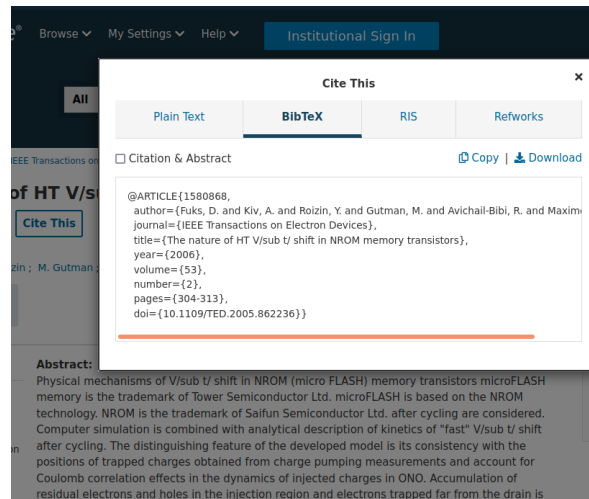 e®
Browse
My Settings
Help
Institutional Sign In
All
IEEE Transactions on
of HT V/s
Cite This
zin ; M. Gutman ;
Cite This
×
Plain Text
BibTeX
RIS
Refworks
Citation & Abstract
Copy | Download
@ARTICLE{1580868,
author={Fuks, D. and Kiv, A. and Roizin, Y. and Gutman, M. and Avichail-Bibi, R. and Maxim
journal={IEEE Transactions on Electron Devices},
title={The nature of HT V/sub t/ shift in NROM memory transistors},
year={2006},
volume={53},
number={2},
pages={304-313},
doi={10.1109/TED.2005.862236}}
Abstract:
Physical mechanisms of V/sub t/ shift in NROM (micro FLASH) memory transistors microFLASH
memory is the trademark of Tower Semiconductor Ltd. microFLASH is based on the NROM
technology. NROM is the trademark of Saifun Semiconductor Ltd. after cycling are considered.
Computer simulation is combined with analytical description of kinetics of "fast" V/sub t/ shift
on
after cycling. The distinguishing feature of the developed model is its consistency with the
positions of trapped charges obtained from charge pumping measurements and account for
Coulomb correlation effects in the dynamics of injected charges in ONO. Accumulation of
residual electrons and holes in the injection region and electrons trapped far from the drain is